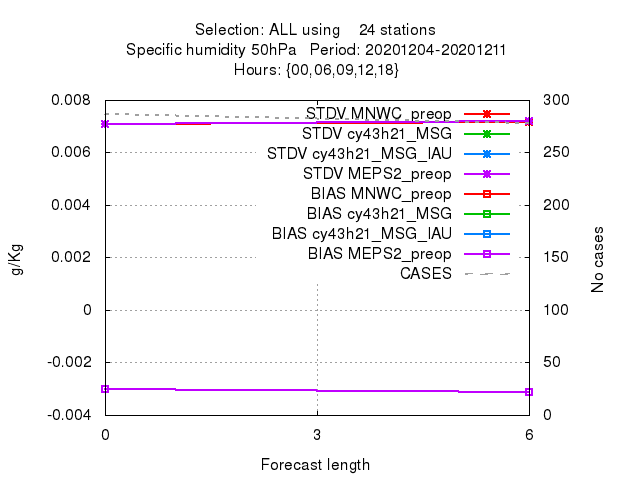 Selection: ALL using 24 stations
Specific humidity 50hPa Period: 20201204-20201211
Hours: {00,06,09,12,18}
0.008
0.006
0.004
0.002
0
-0.002
-0.004
g/Kg
STDV MNWC_preop
STDV cy43h21_MSG
STDV cy43h21_MSG_IAU
STDV MEPS2_preop
BIAS MNWC_preop
BIAS cy43h21_MSG
BIAS cy43h21_MSG_IAU
BIAS MEPS2_preop
CASES
300
250
200
150
100
50
0
No cases
0 3 6
Forecast length